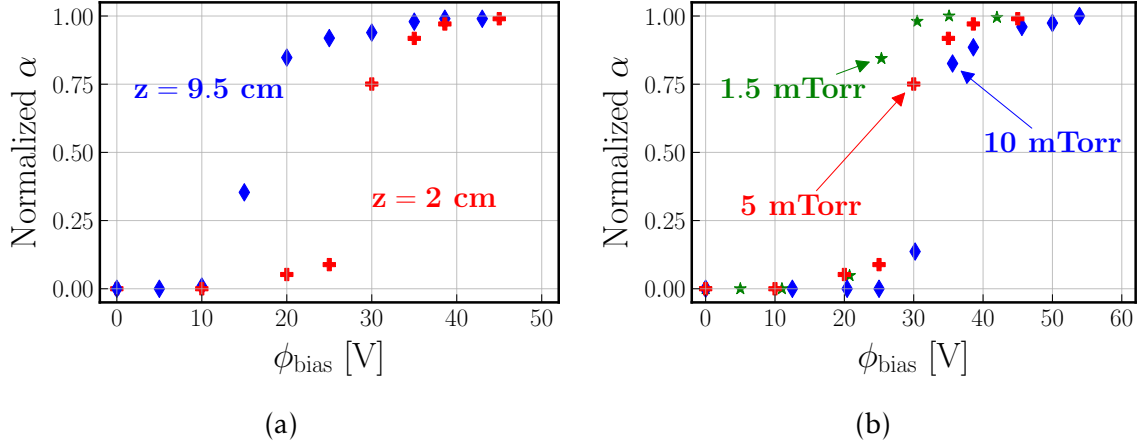 Normalized α
1.00
0.75
0.50
0.25
0.00
z = 9.5 cm
z = 2 cm
0 10 20 30 40 50
ϕbias [V]
(a)
Normalized α
1.00
0.75
0.50
0.25
0.00
1.5 mTorr
10 mTorr
5 mTorr
0 10 20 30 40 50 60
ϕbias [V]
(b)